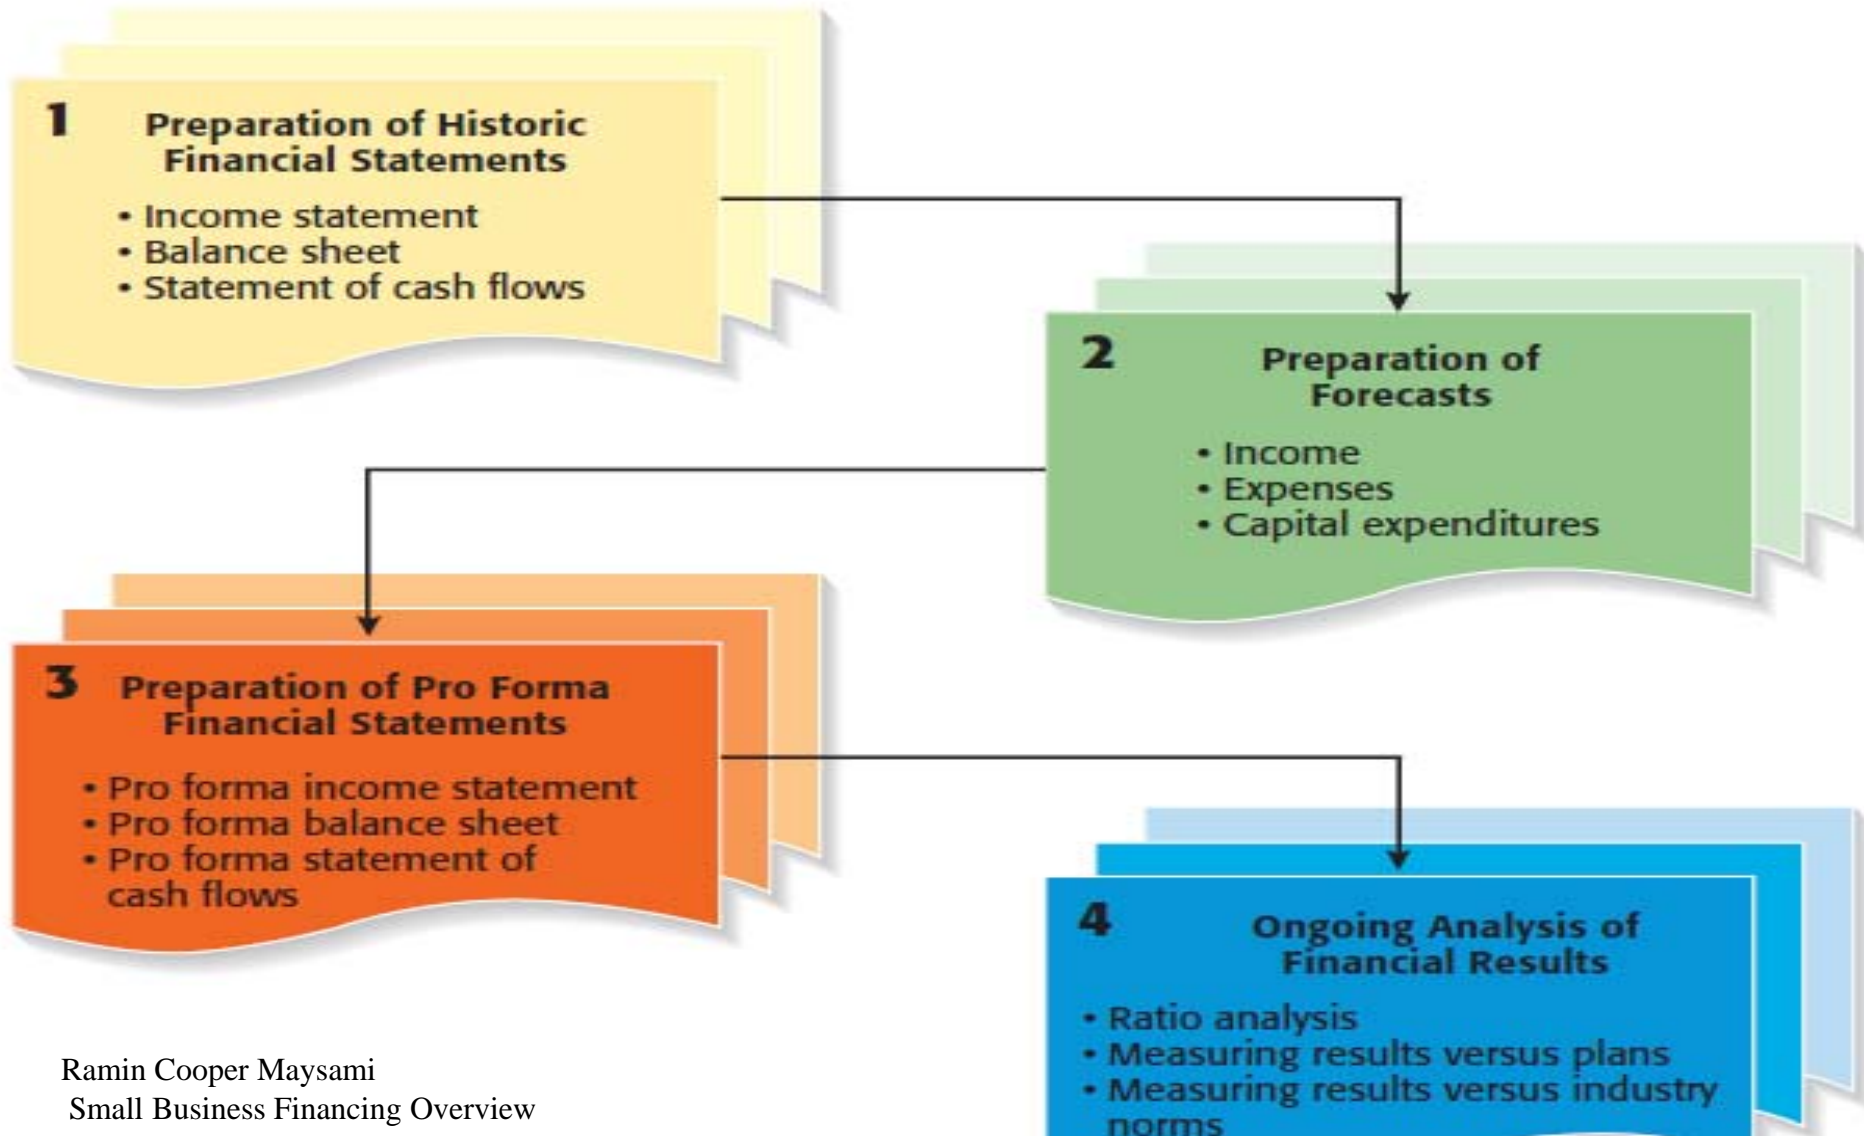 1
Preparation of Historic
Financial Statements
• Income statement
• Balance sheet
• Statement of cash flows
2
Preparation of
Forecasts
• Income
• Expenses
• Capital expenditures
3
Preparation of Pro Forma
Financial Statements
• Pro forma income statement
• Pro forma balance sheet
• Pro forma statement of
cash flows
4
Ongoing Analysis of
Financial Results
• Ratio analysis
• Measuring results versus plans
• Measuring results versus industry
norms
Ramin Cooper Maysami
Small Business Financing Overview